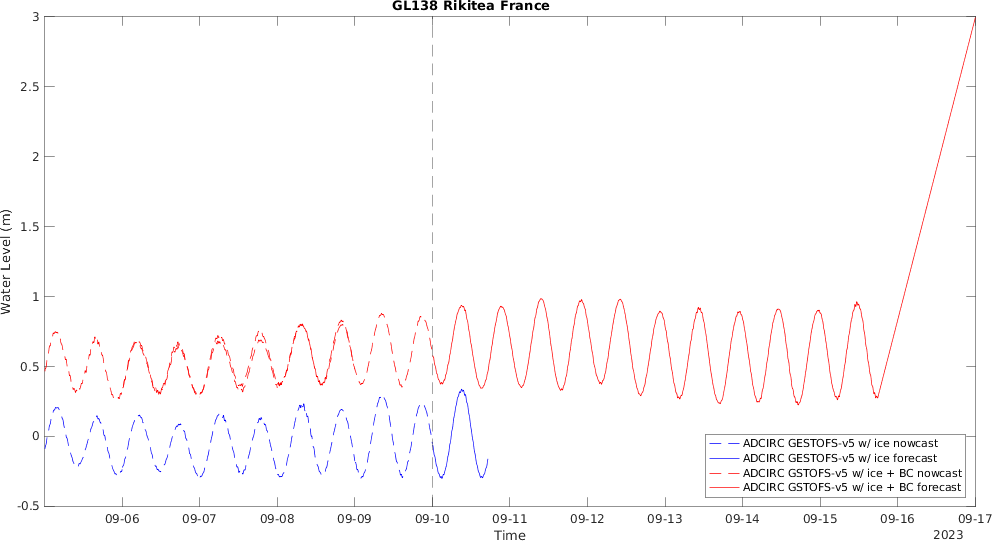 GL138 Rikitea France
3
2.5
2
1.5
1
0.5
0
-0.5
Water Level (m)
ADCIRC GESTOFS-v5 w/ ice nowcast
ADCIRC GESTOFS-v5 w/ ice forecast
ADCIRC GSTOFS-v5 w/ ice + BC nowcast
ADCIRC GSTOFS-v5 w/ ice + BC forecast
09-06 09-07 09-08 09-09 09-10 09-11 09-12 09-13 09-14 09-15 09-16 09-17
Time
2023